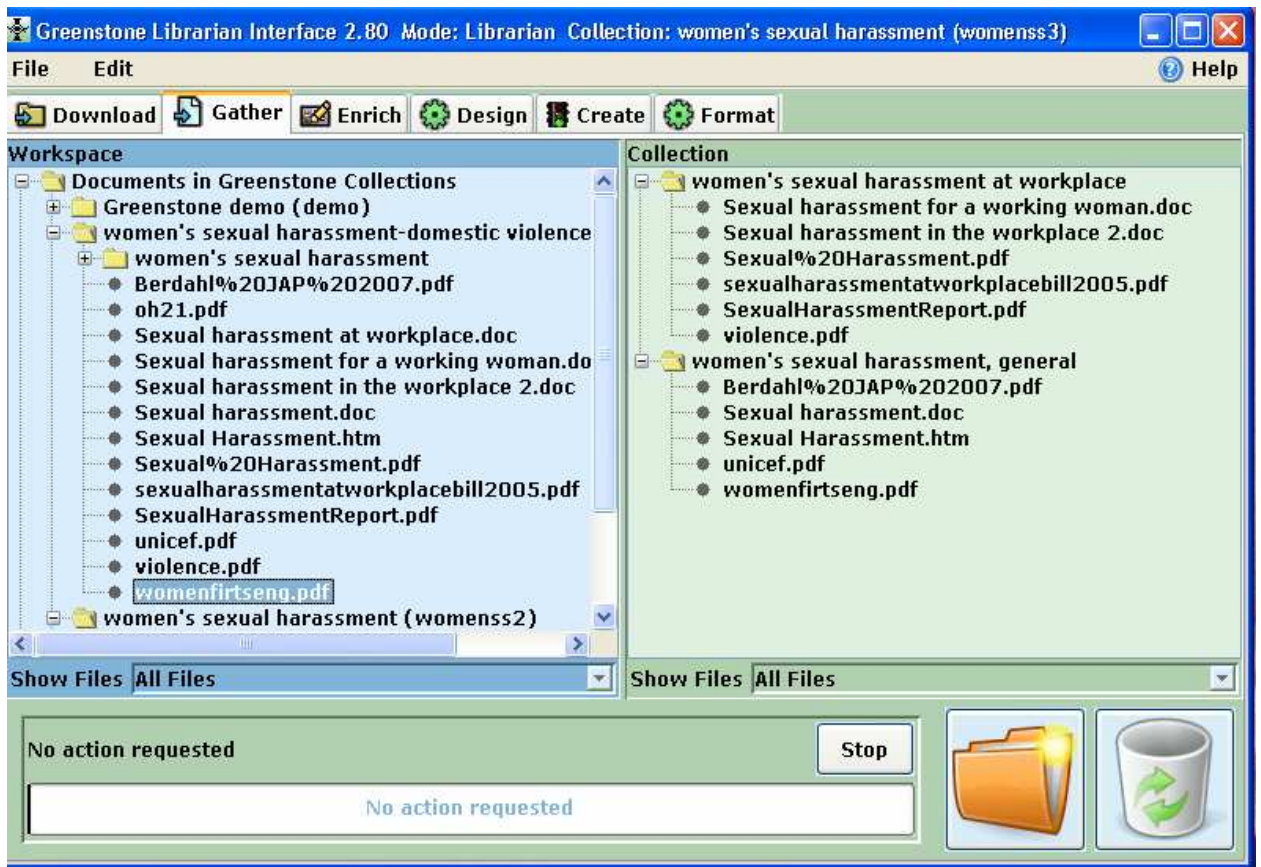 Greenstone Librarian Interface 2.80 Mode: Librarian Collection: women's sexual harassment (womenss3)
File Edit Help
Download Gather Enrich Design Create Format
Workspace
Documents in Greenstone Collections
Greenstone demo (demo)
women's sexual harassment-domestic violence
women's sexual harassment
Berdahl%20JAP%202007.pdf
oh21.pdf
Sexual harassment at workplace.doc
Sexual harassment for a working woman.do
Sexual harassment in the workplace 2.doc
Sexual harassment.doc
Sexual Harassment.htm
Sexual%20Harassment.pdf
sexualharassmentatworkplacebill2005.pdf
SexualHarassmentReport.pdf
unicef.pdf
violence.pdf
womenfirtseng.pdf
women's sexual harassment (womenss2)
Show Files All Files
Collection
women's sexual harassment at workplace
Sexual harassment for a working woman.doc
Sexual harassment in the workplace 2.doc
Sexual%20Harassment.pdf
sexualharassmentatworkplacebill2005.pdf
SexualHarassmentReport.pdf
violence.pdf
women's sexual harassment, general
Berdahl%20JAP%202007.pdf
Sexual harassment.doc
Sexual Harassment.htm
unicef.pdf
womenfirtseng.pdf
Show Files All Files
No action requested Stop
No action requested